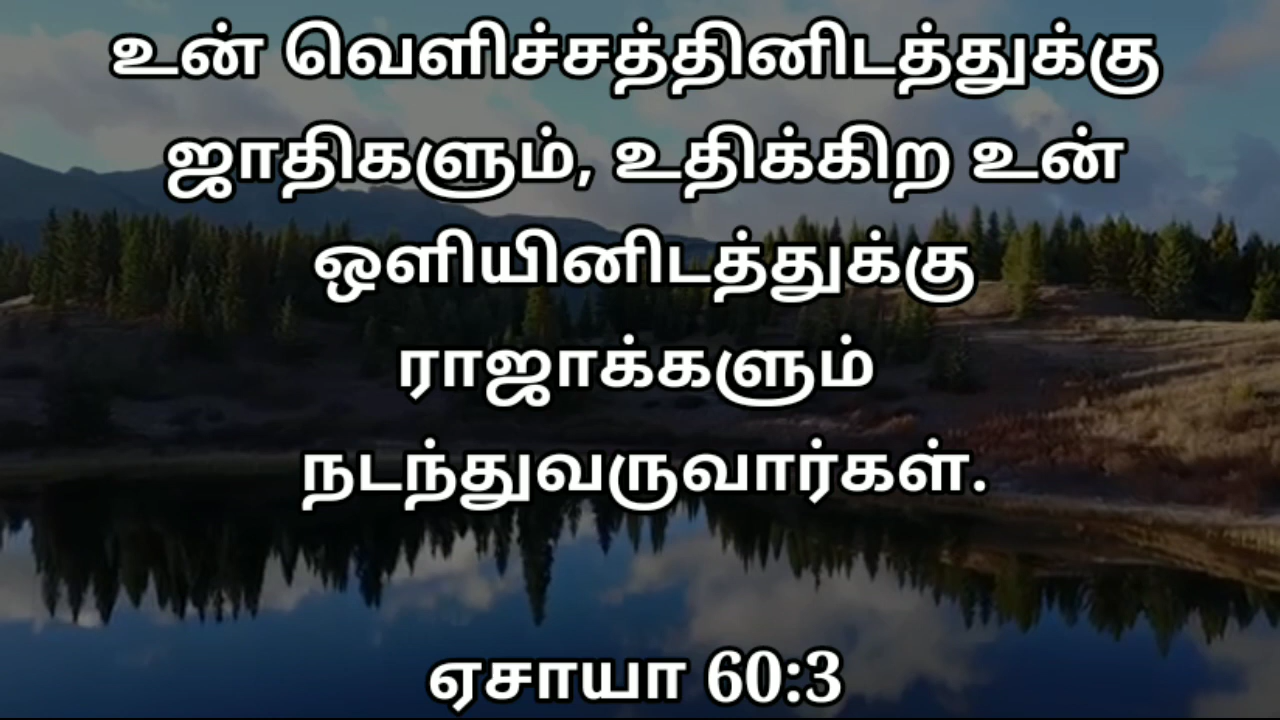 உன் வெளிச்சத்தினிடத்துக்கு
ஜாதிகளும், உதிக்கிற உன்
ஒளியினிடத்துக்கு
ராஜாக்களும்
நடந்துவருவார்கள்.
ஏசாயா 60:3